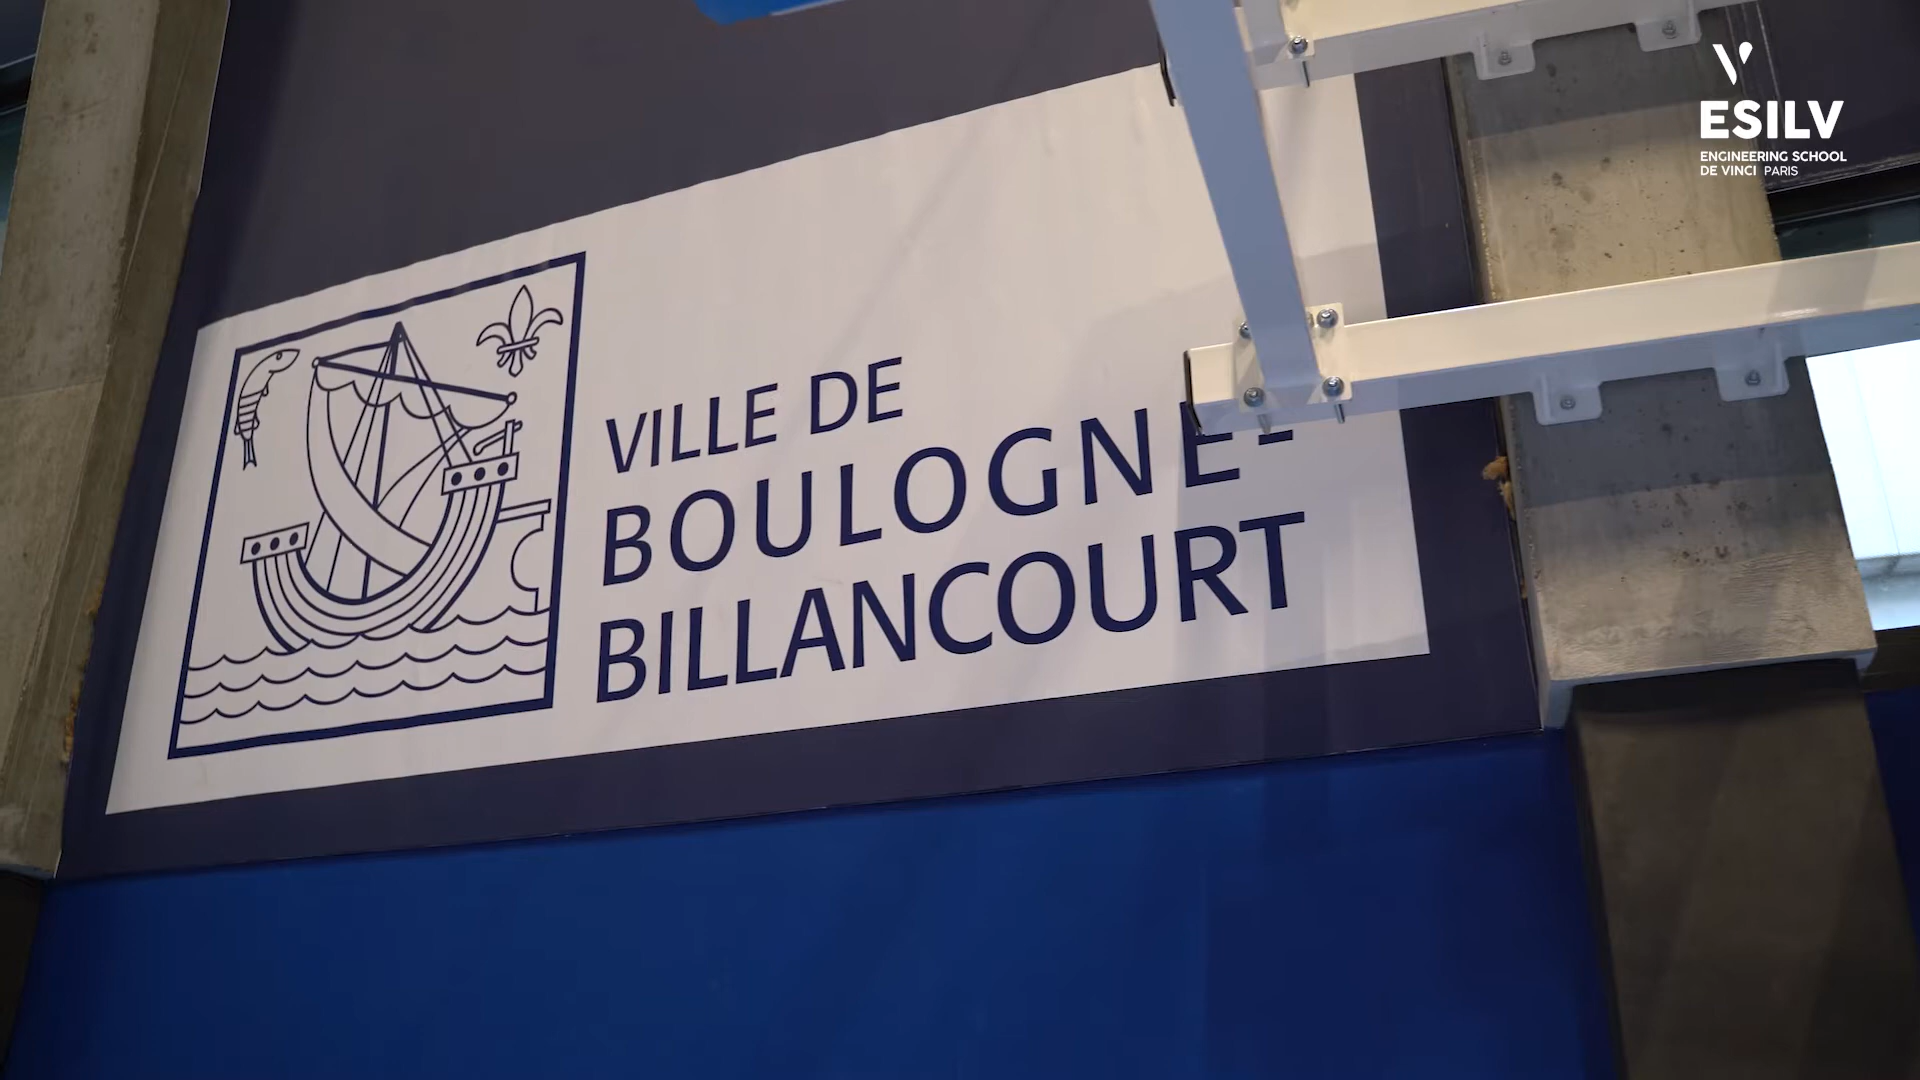 VILLE DE
BOULOGNE-
BILLANCOURT
ESILV
ENGINEERING SCHOOL
DE VINCI PARIS